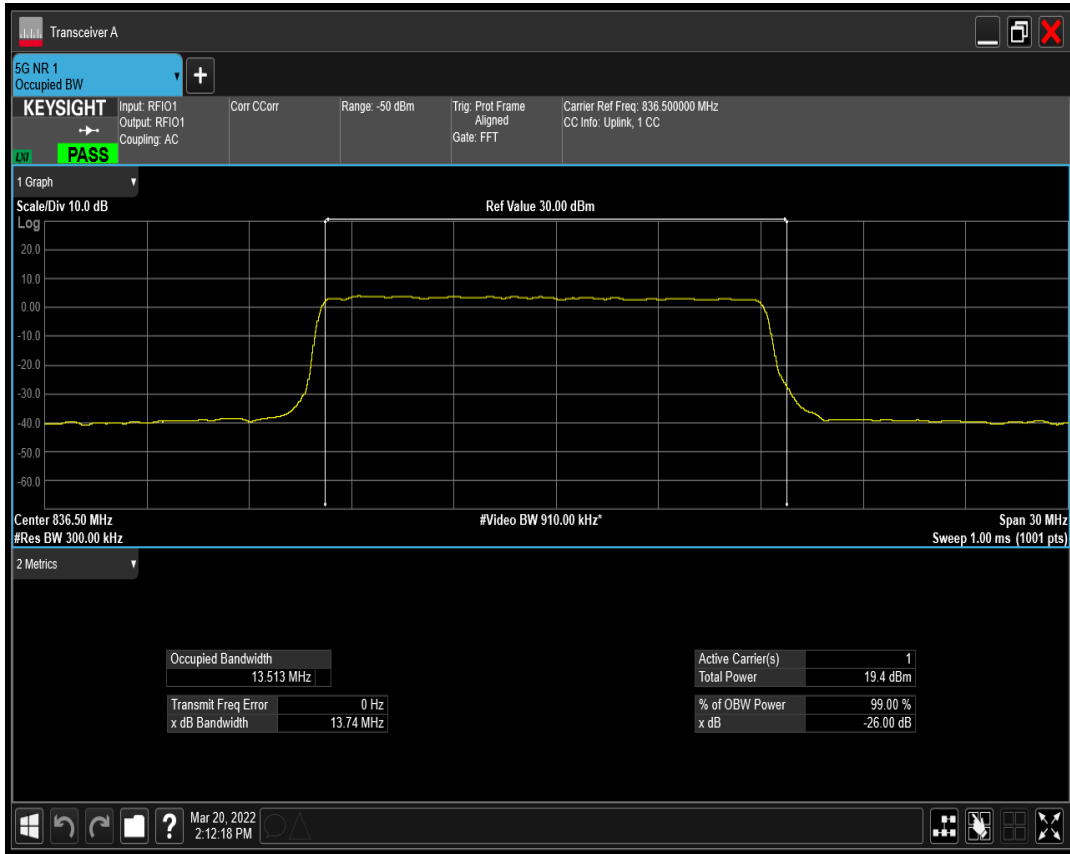 Transceiver A
5G NR 1
Occupied BW
+
KEYSIGHT
LXI PASS
Input: RFIO1
Output: RFIO1
Coupling: AC
Corr CCorr
Range: -50 dBm
Trig: Prot Frame
Aligned
Gate: FFT
Carrier Ref Freq: 836.500000 MHz
CC Info: Uplink, 1 CC
1 Graph
Scale/Div 10.0 dB
Ref Value 30.00 dBm
Log
20.0
10.0
0.00
-10.0
-20.0
-30.0
-40.0
-50.0
-60.0
Center 836.50 MHz
#Video BW 910.00 kHz*
Span 30 MHz
#Res BW 300.00 kHz
Sweep 1.00 ms (1001 pts)
2 Metrics
Occupied Bandwidth
13.513 MHz
Transmit Freq Error 0 Hz
x dB Bandwidth 13.74 MHz
Active Carrier(s) 1
Total Power 19.4 dBm
% of OBW Power 99.00 %
x dB -26.00 dB
?
Mar 20, 2022
2:12:18 PM